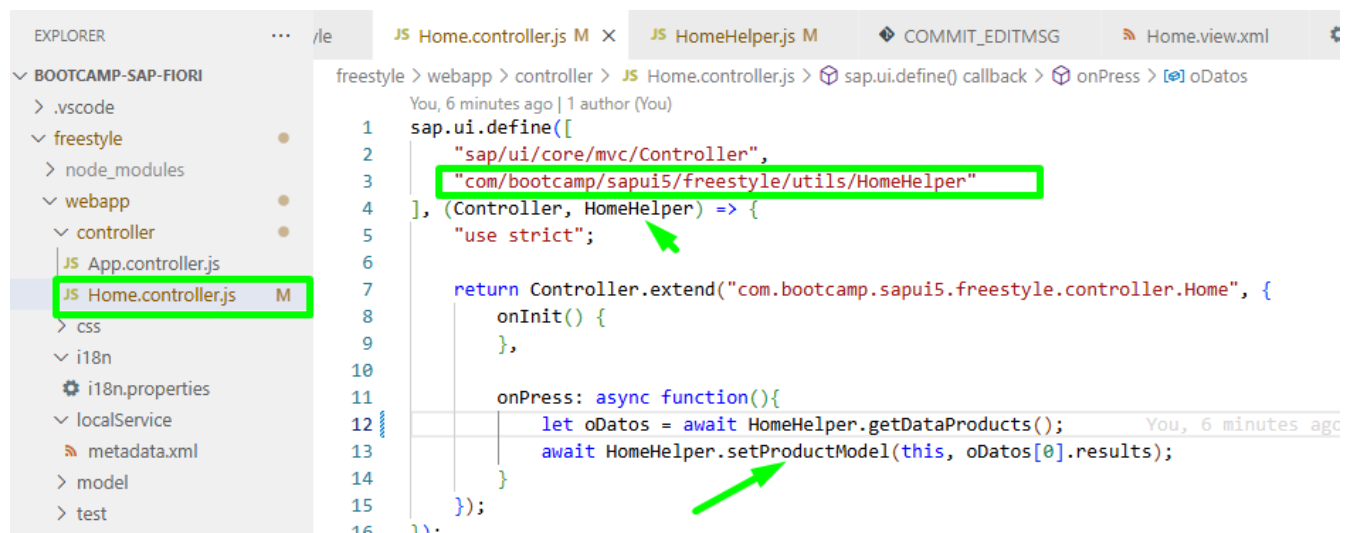 EXPLORER ...
BOOTCAMP-SAP-FIORI
.vscode
freestyle
node_modules
webapp
controller
JS App.controller.js
JS Home.controller.js M
css
i18n
i18n.properties
localService
metadata.xml
model
test
JS Home.controller.js M ×
JS HomeHelper.js M
COMMIT_EDITMSG
Home.view.xml
freestyle > webapp > controller > JS Home.controller.js > sap.ui.define() callback > onPress > oDatos
You, 6 minutes ago | 1 author (You)
1 sap.ui.define([
2 "sap/ui/core/mvc/Controller",
3 "com/bootcamp/sapui5/freestyle/utils/HomeHelper"
4 ], (Controller, HomeHelper) => {
5 "use strict";
6
7 return Controller.extend("com.bootcamp.sapui5.freestyle.controller.Home", {
8 onInit() {
9 },
10
11 onPress: async function(){
12 let oDatos = await HomeHelper.getDataProducts(); You, 6 minutes ago
13 await HomeHelper.setProductModel(this, oDatos[0].results);
14 }
15 });
16 });